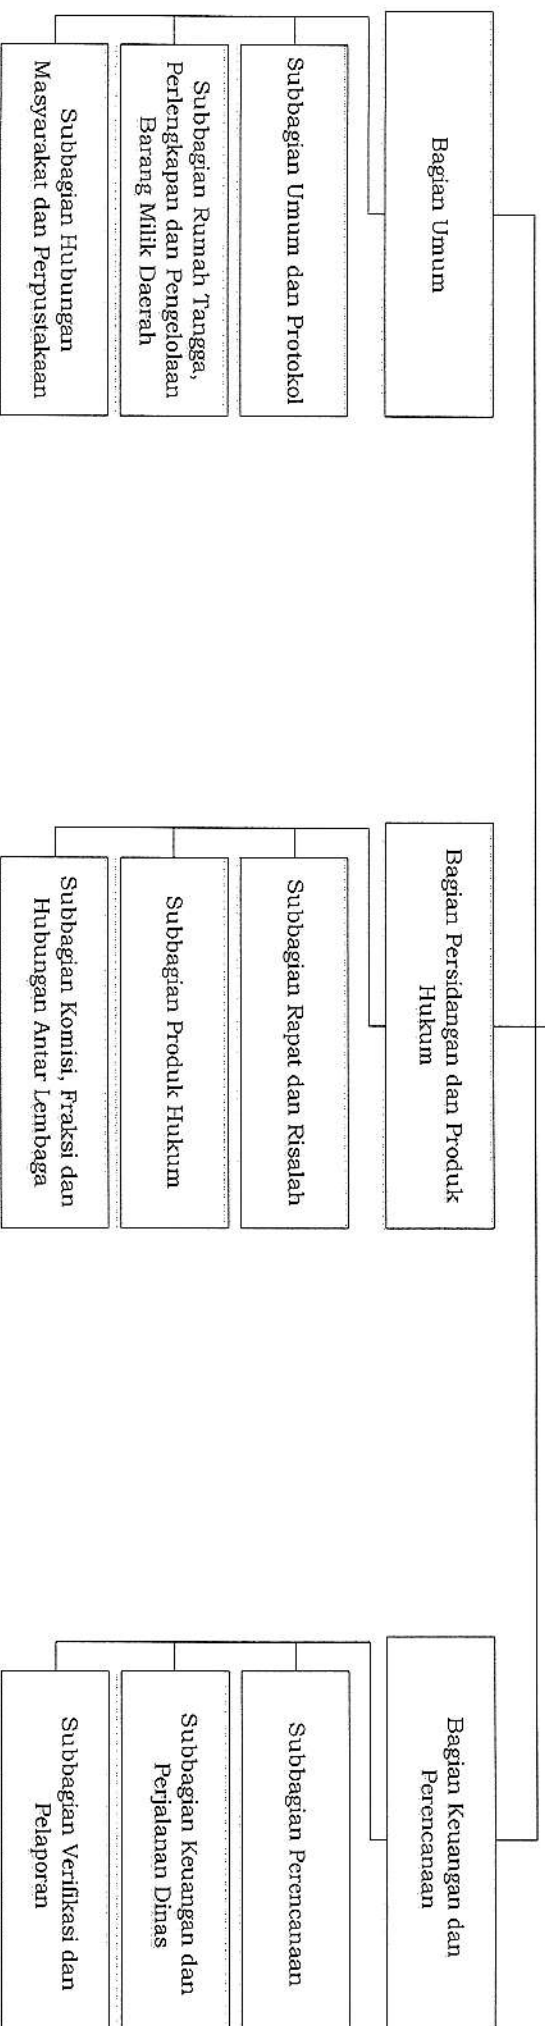 Bagian Umum
Subbagian Umum dan Protokol
Subbagian Rumah Tangga,
Perlengkapan dan Pengelolaan
Barang Milik Daerah
Subbagian Hubungan
Masyarakat dan Perpustakaan
Bagian Persidangan dan Produk
Hukum
Subbagian Rapat dan Risalah
Subbagian Produk Hukum
Subbagian Komisi, Fraksi dan
Hubungan Antar Lembaga
Bagian Keuangan dan
Perencanaan
Subbagian Perencanaan
Subbagian Keuangan dan
Perjalanan Dinas
Subbagian Verifikasi dan
Pelaporan